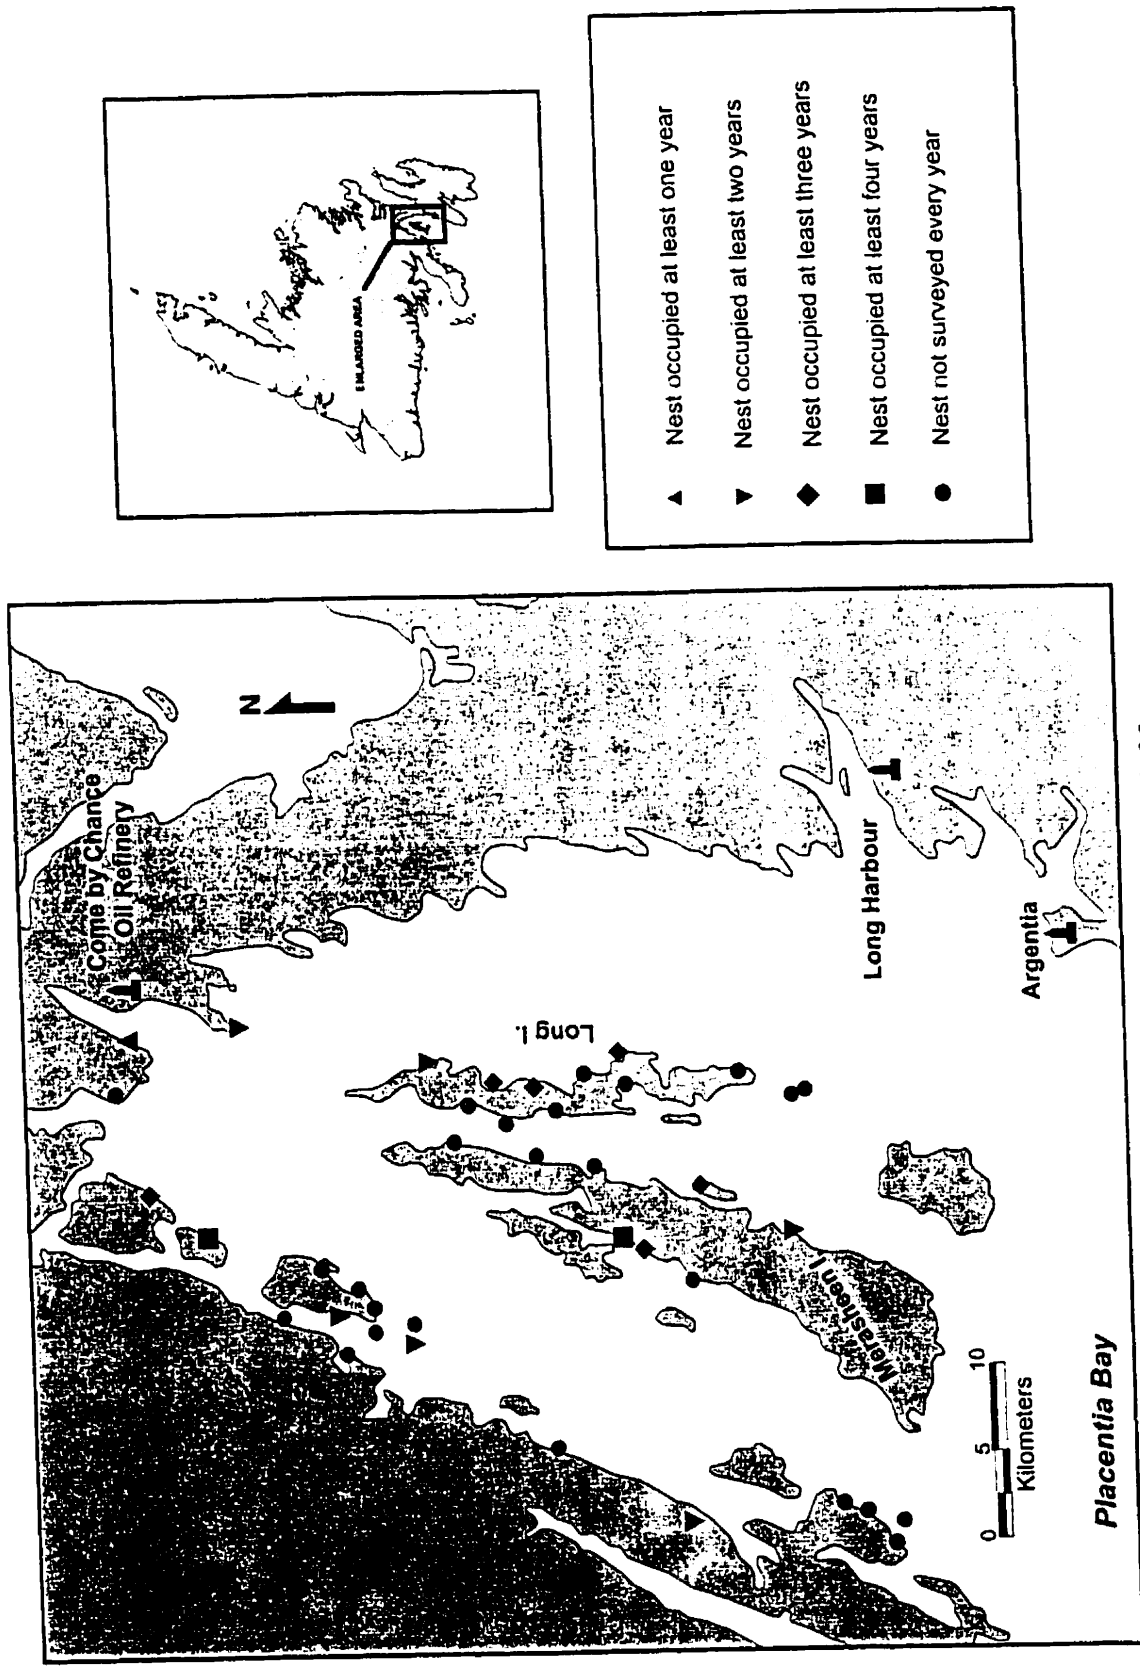 Come by Chance
Oil Refinery
N
Long I.
Merasheen I
Long Harbour
Argentia
0 5 10
Kilometers
Placentia Bay
ENLARGED AREA
Nest occupied at least one year
Nest occupied at least two years
Nest occupied at least three years
Nest occupied at least four years
Nest not surveyed every year